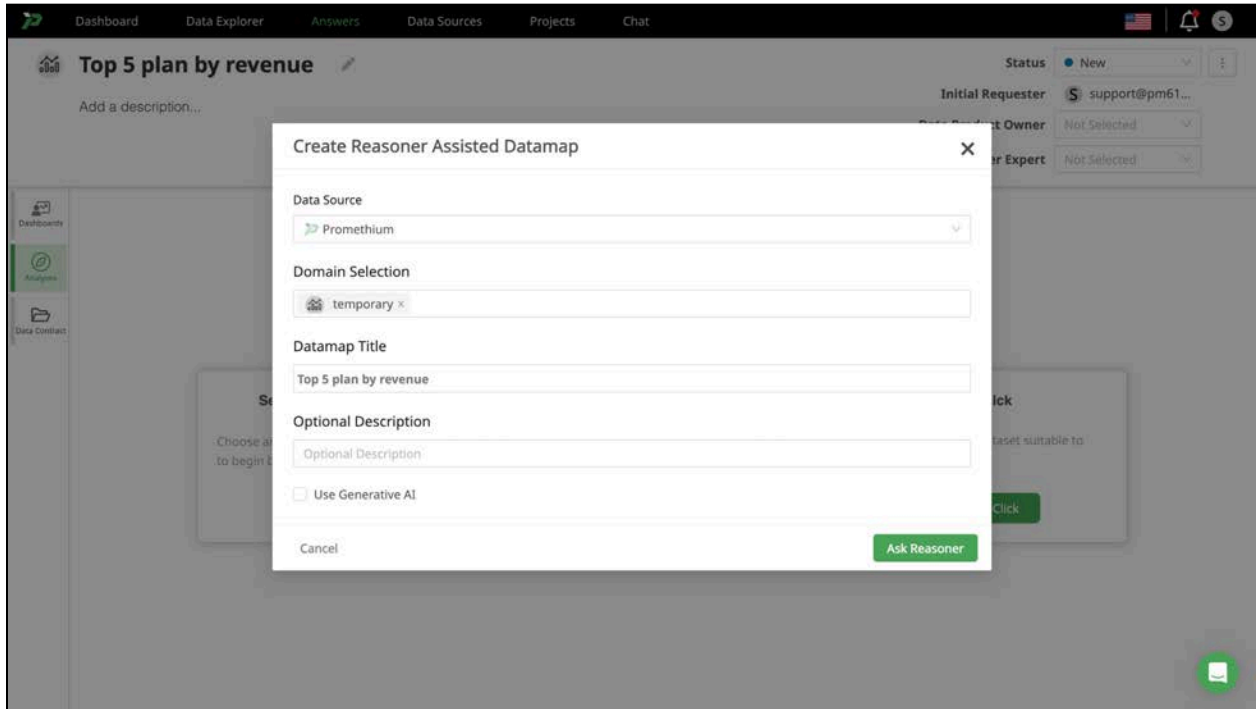 Dashboard Data Explorer Answers Data Sources Projects Chat S
Top 5 plan by revenue
Add a description...
Status New
Initial Requester S support@pm61...
Owner Not Selected
Expert Not Selected
Dashboards
Analysis
Data Contract
Create Reasoner Assisted Datamap
Data Source
Promethium
Domain Selection
temporary ×
Datamap Title
Top 5 plan by revenue
Optional Description
Optional Description
Use Generative AI
Cancel
Ask Reasoner
Choose
to begin
taset suitable to
Click